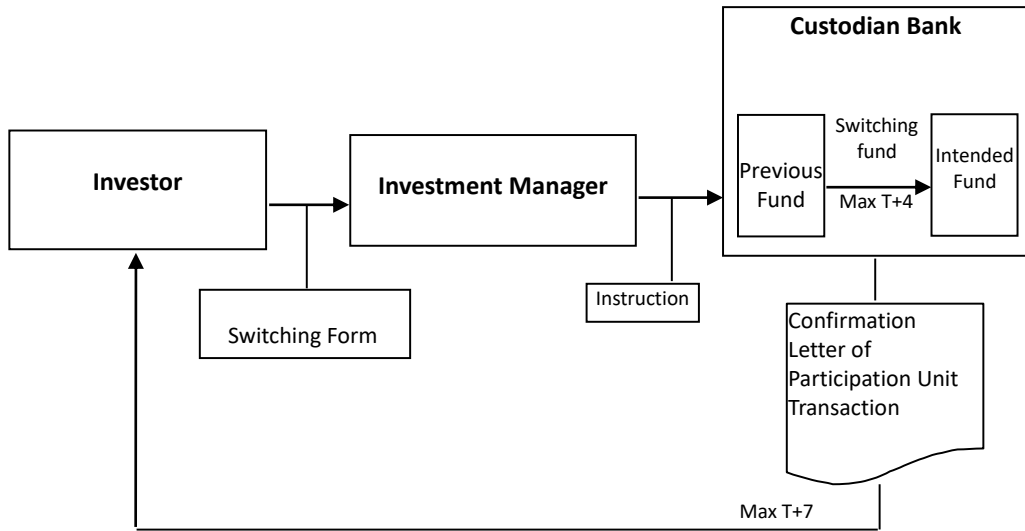 Custodian Bank
Investor
Investment Manager
Previous
Fund
Switching
fund
Max T+4
Intended
Fund
Switching Form
Instruction
Confirmation
Letter of
Participation Unit
Transaction
Max T+7